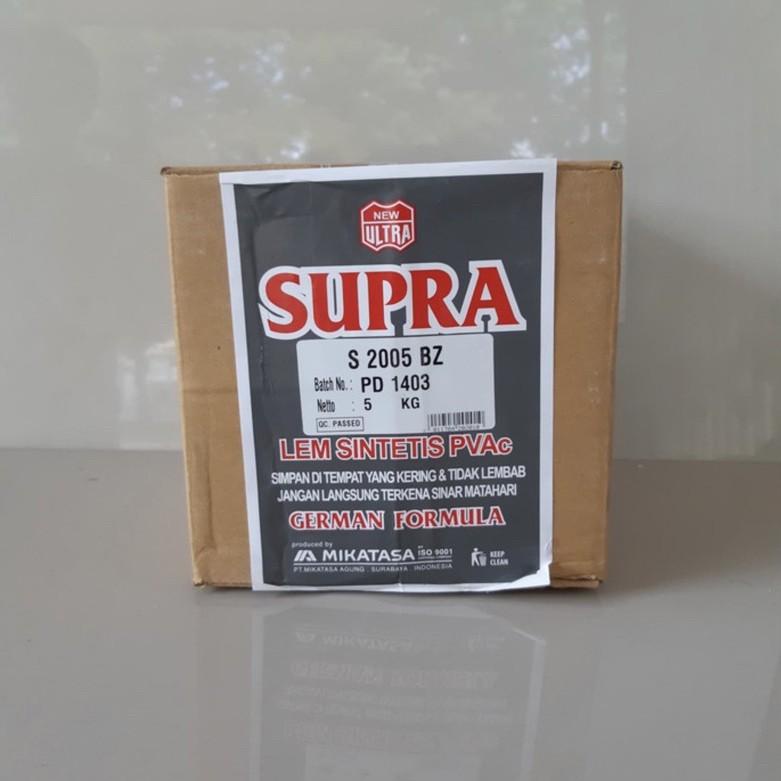 NEW
ULTRA
SUPRA
S 2005 BZ
Batch No. : PD 1403
Netto : 5 KG
QC. PASSED
LEM SINTETIS PVAc
SIMPAN DI TEMPAT YANG KERING & TIDAK LEMBAB
JANGAN LANGSUNG TERKENA SINAR MATAHARI
GERMAN FORMULA
produced by
MIKATASA ISO 9001
PT. MIKATASA AGUNG . SURABAYA . INDONESIA
KEEP
CLEAN